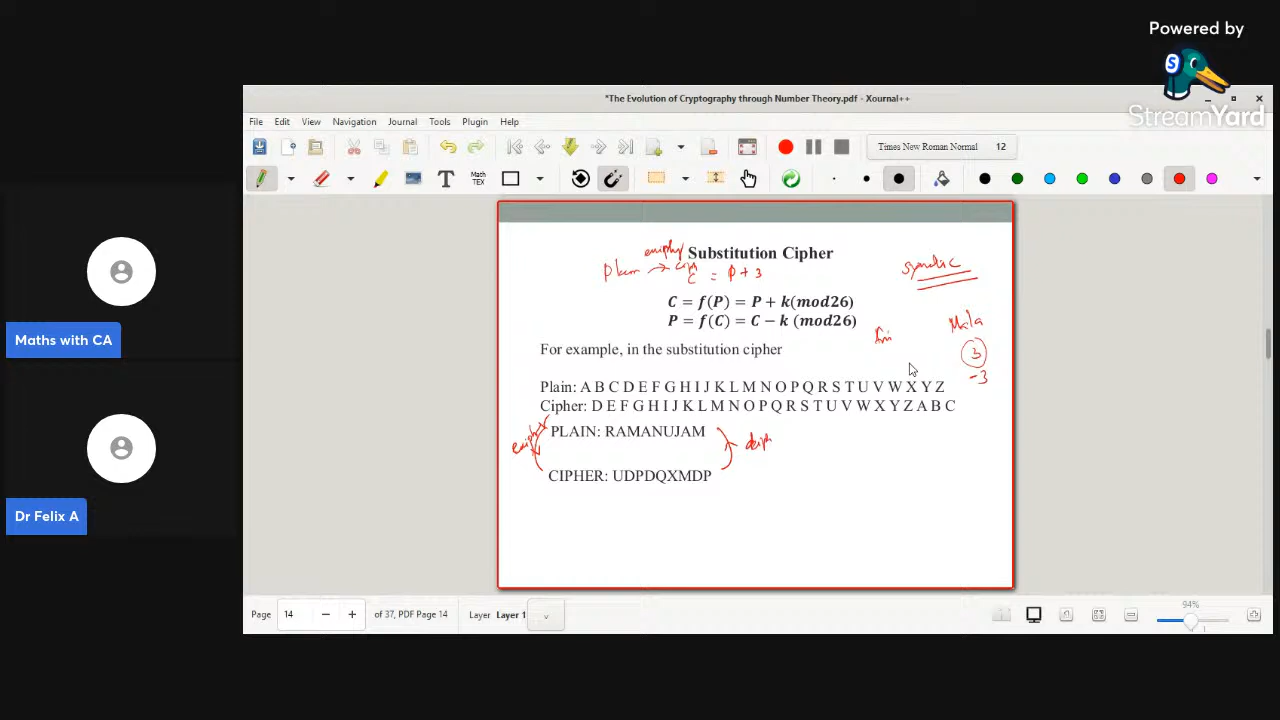 Powered by
StreamYard
*The Evolution of Cryptography through Number Theory.pdf - Xournal++
File Edit View Navigation Journal Tools Plugin Help
Times New Roman Normal 12
T Math TEX
Substitution Cipher
C = P + 3
C = f(P) = P + k(mod26)
P = f(C) = C − k (mod26)
3
-3
For example, in the substitution cipher
Plain: A B C D E F G H I J K L M N O P Q R S T U V W X Y Z
Cipher: D E F G H I J K L M N O P Q R S T U V W X Y Z A B C
PLAIN: RAMANUJAM
CIPHER: UDPDQXMDP
Maths with CA
Dr Felix A
Page 14 − + of 37, PDF Page 14 Layer Layer 1 94%